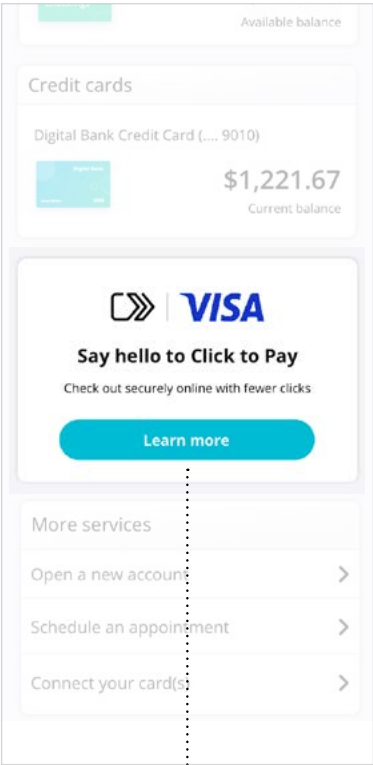 Available balance
Credit cards
Digital Bank Credit Card (.... 9010)
$1,221.67
Current balance
VISA
Say hello to Click to Pay
Check out securely online with fewer clicks
Learn more
More services
Open a new account
Schedule an appointment
Connect your card(s)